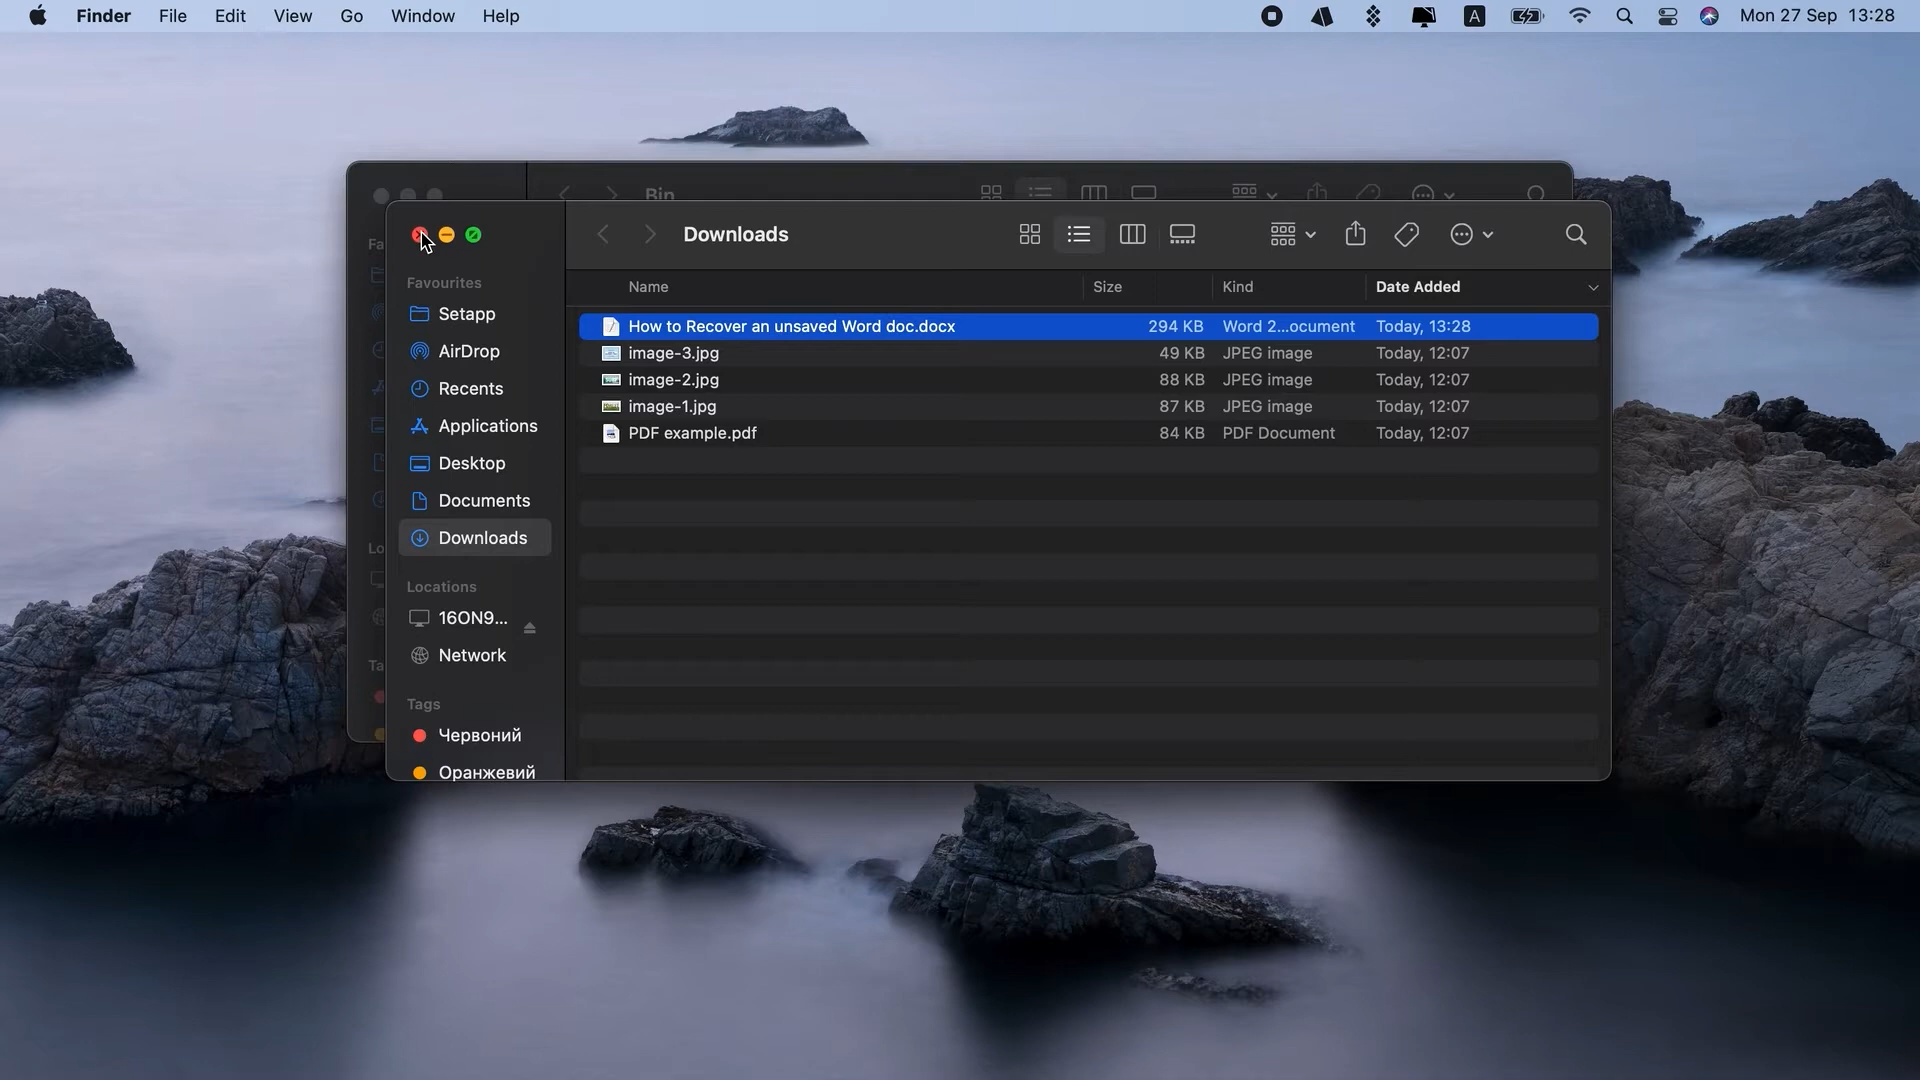 Finder File Edit View Go Window Help A Mon 27 Sep 13:28
Bin
Fa
Downloads
Favourites
Name Size Kind Date Added
Setapp
How to Recover an unsaved Word doc.docx 294 KB Word 2...ocument Today, 13:28
AirDrop
image-3.jpg 49 KB JPEG image Today, 12:07
Recents
image-2.jpg 88 KB JPEG image Today, 12:07
Applications
image-1.jpg 87 KB JPEG image Today, 12:07
PDF example.pdf 84 KB PDF Document Today, 12:07
Desktop
Documents
Downloads
Lo
Locations
16ON9...
Network
Ta
Tags
Червоний
Оранжевий